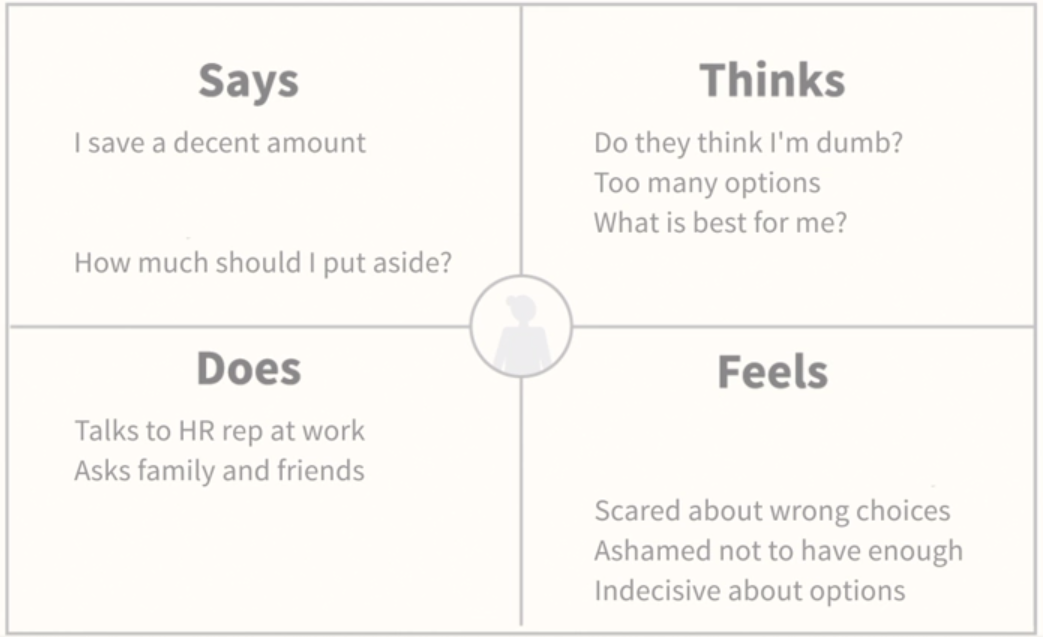 Says
I save a decent amount
How much should I put aside?
Thinks
Do they think I'm dumb?
Too many options
What is best for me?
Does
Talks to HR rep at work
Asks family and friends
Feels
Scared about wrong choices
Ashamed not to have enough
Indecisive about options